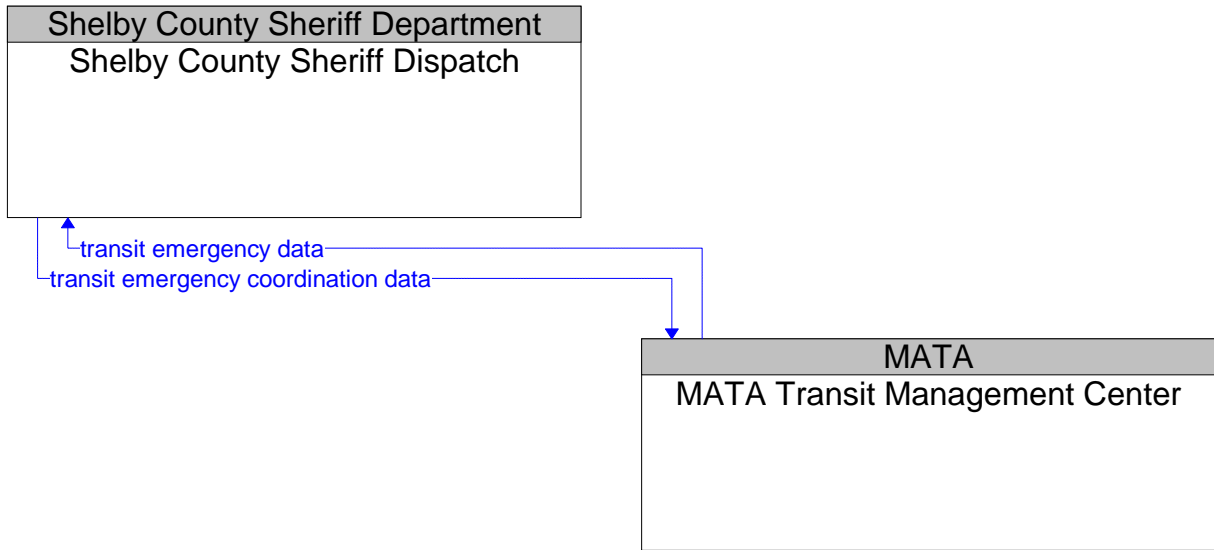 Shelby County Sheriff Department
Shelby County Sheriff Dispatch
transit emergency data
transit emergency coordination data
MATA
MATA Transit Management Center